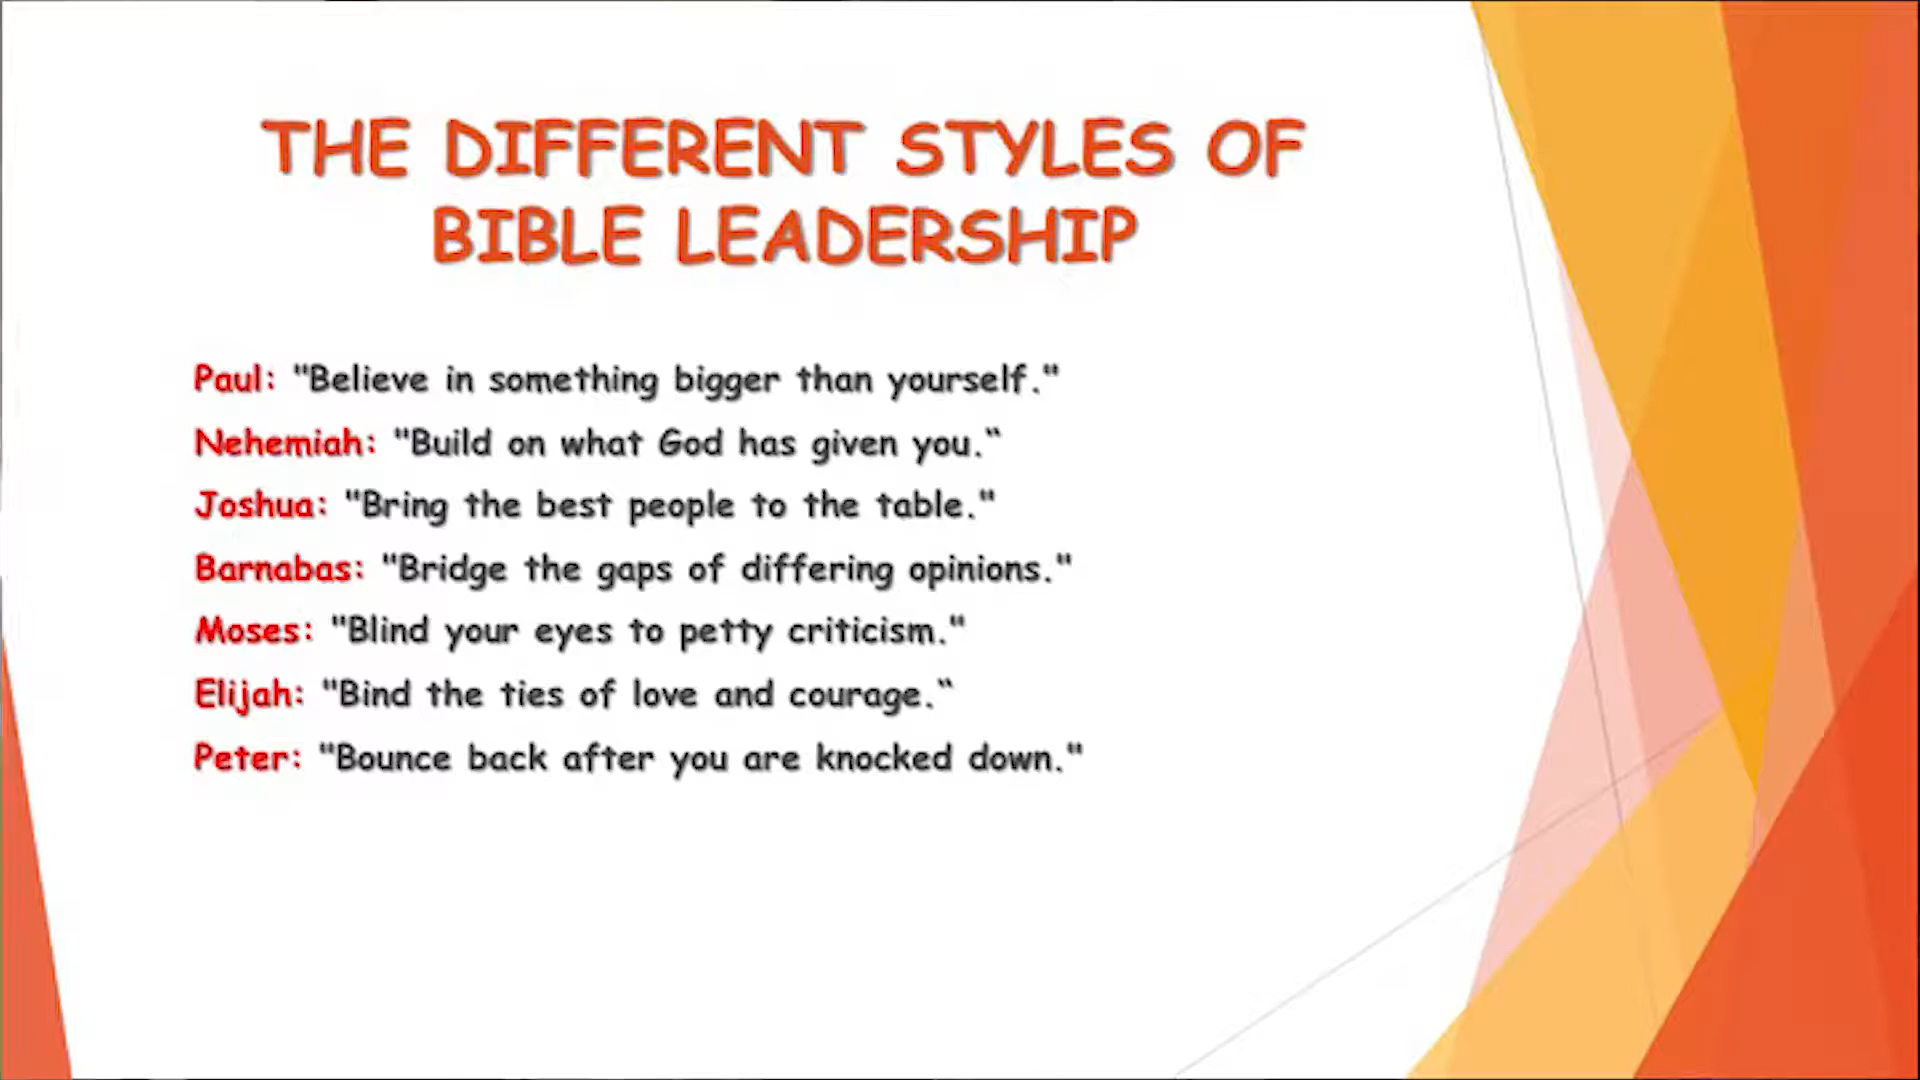 THE DIFFERENT STYLES OF
BIBLE LEADERSHIP
Paul: "Believe in something bigger than yourself."
Nehemiah: "Build on what God has given you.“
Joshua: "Bring the best people to the table."
Barnabas: "Bridge the gaps of differing opinions."
Moses: "Blind your eyes to petty criticism."
Elijah: "Bind the ties of love and courage.“
Peter: "Bounce back after you are knocked down."